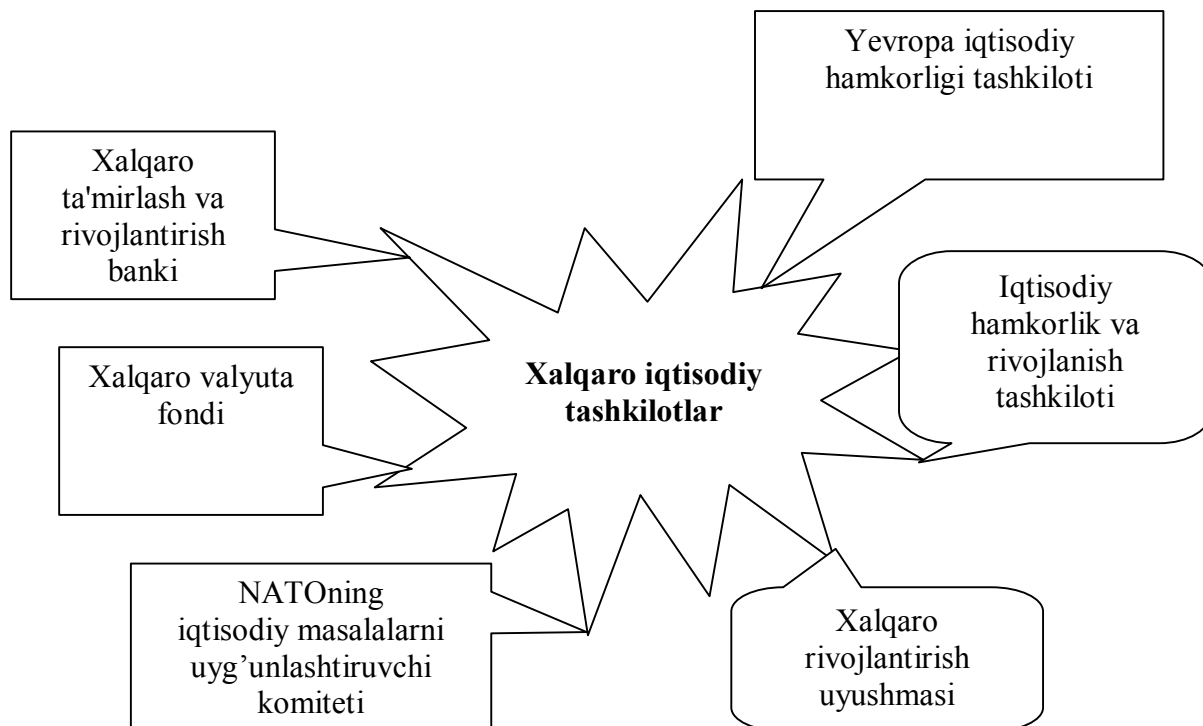 Yevropa iqtisodiy
hamkorligi tashkiloti
Xalqaro
ta'mirlash va
rivojlantirish
banki
Iqtisodiy
hamkorlik va
rivojlanish
tashkiloti
Xalqaro valyuta
fondi
Xalqaro iqtisodiy
tashkilotlar
NATOning
iqtisodiy masalalarni
uyg’unlashtiruvchi
komiteti
Xalqaro
rivojlantirish
uyushmasi